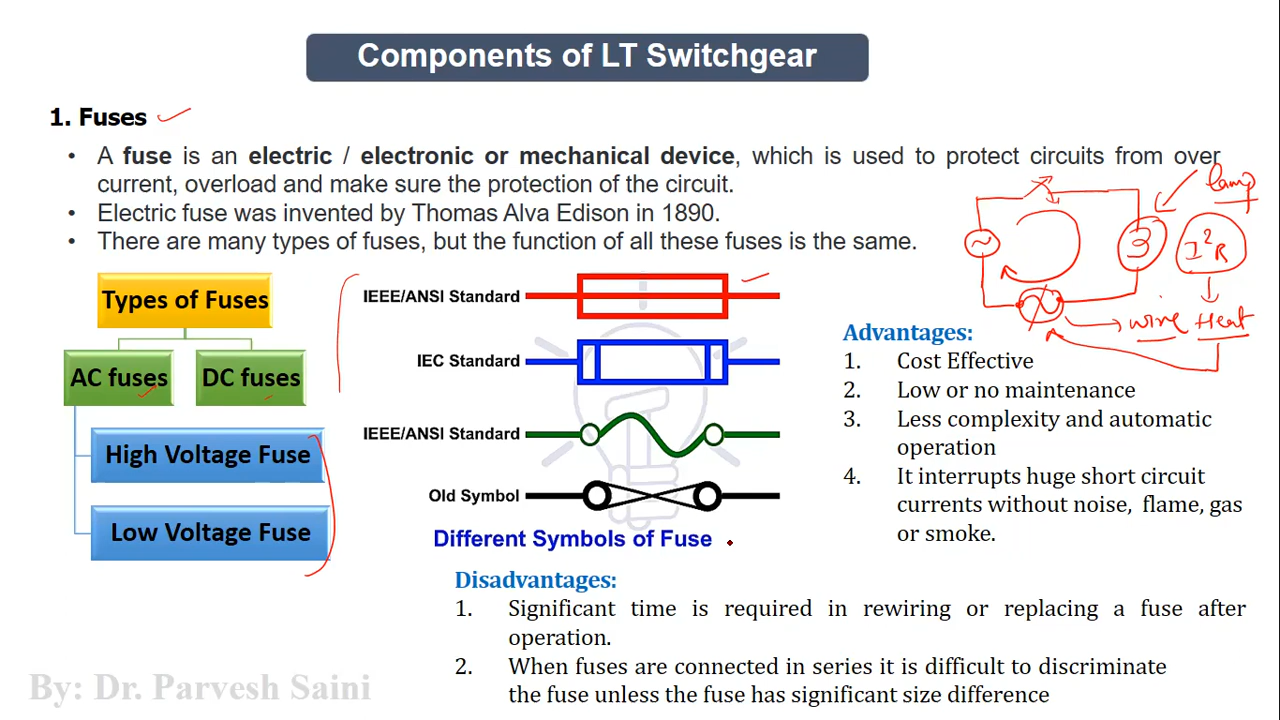 Components of LT Switchgear
1. Fuses
• A fuse is an electric / electronic or mechanical device, which is used to protect circuits from over
current, overload and make sure the protection of the circuit.
• Electric fuse was invented by Thomas Alva Edison in 1890.
• There are many types of fuses, but the function of all these fuses is the same.
lamp
I²R
wire Heat
Types of Fuses
AC fuses
DC fuses
High Voltage Fuse
Low Voltage Fuse
IEEE/ANSI Standard
IEC Standard
IEEE/ANSI Standard
Old Symbol
Different Symbols of Fuse
Advantages:
1. Cost Effective
2. Low or no maintenance
3. Less complexity and automatic
operation
4. It interrupts huge short circuit
currents without noise, flame, gas
or smoke.
Disadvantages:
1. Significant time is required in rewiring or replacing a fuse after
operation.
2. When fuses are connected in series it is difficult to discriminate
the fuse unless the fuse has significant size difference
By: Dr. Parvesh Saini